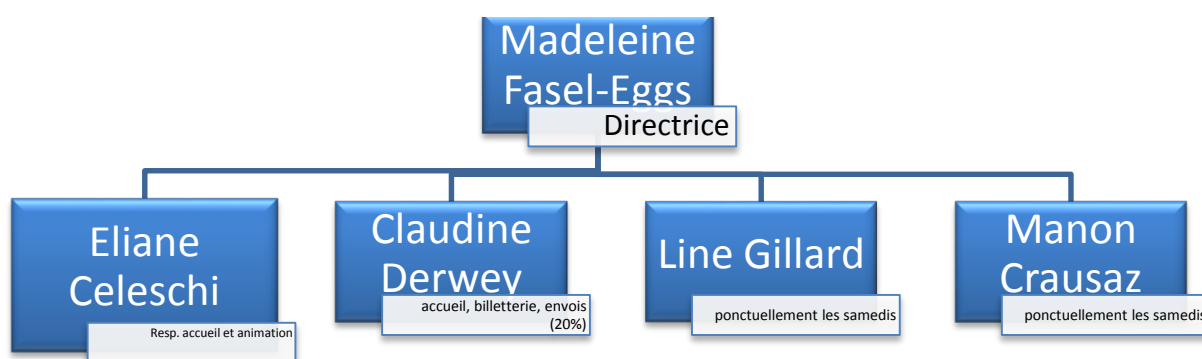 Madeleine
Fasel-Eggs
Directrice
Eliane
Celeschi
Resp. accueil et animation
Claudine
Derwey
accueil, billetterie, envois
(20%)
Line Gillard
ponctuellement les samedis
Manon
Crausaz
ponctuellement les samedis